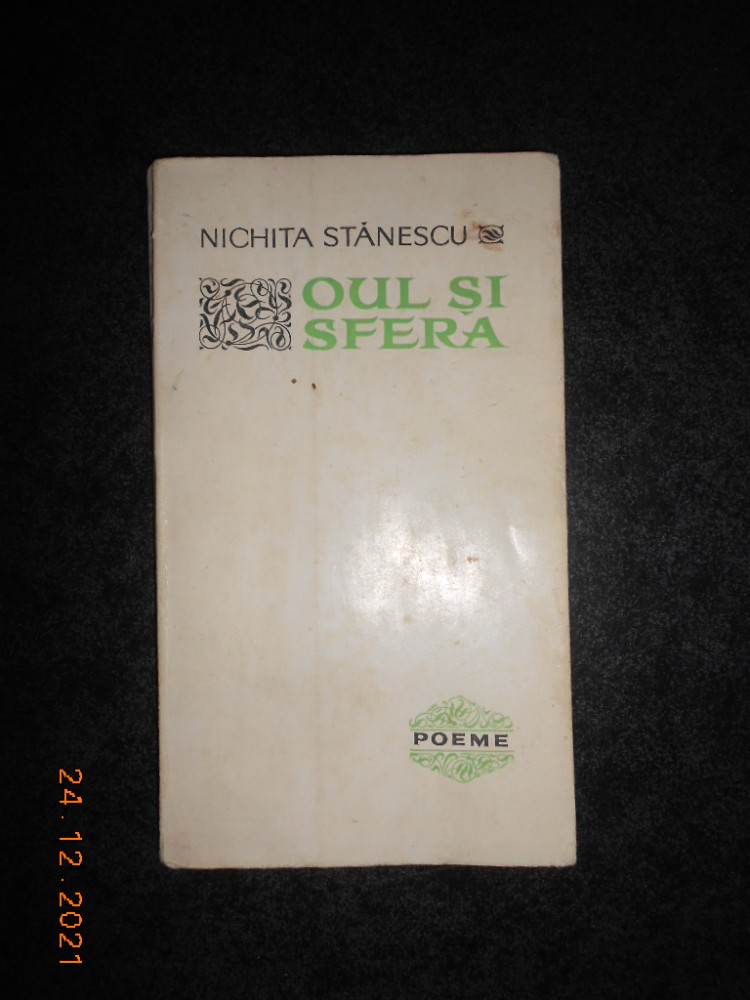 NICHITA STĂNESCU
OUL ȘI
SFERA
POEME
24.12.2021